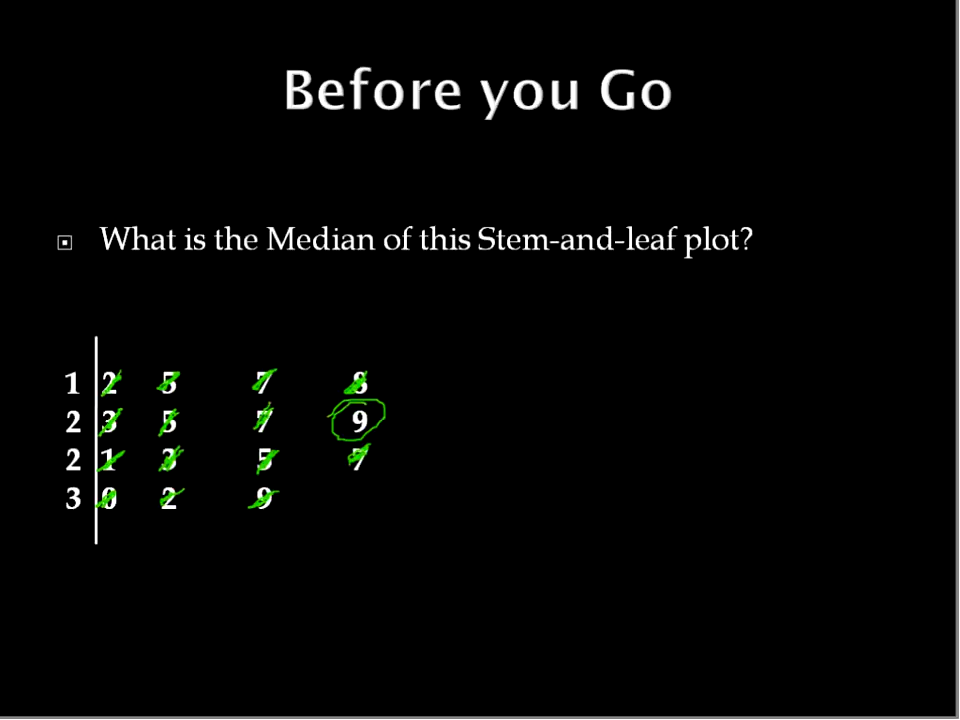 Before you Go
What is the Median of this Stem-and-leaf plot?
1 2 5 7 8
2 3 5 7 9
2 1 3 5 7
3 0 2 9